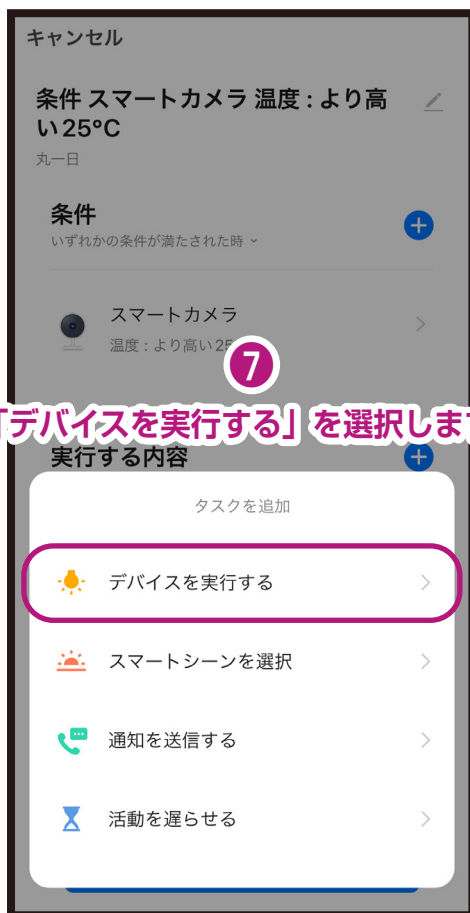 キャンセル
条件 スマートカメラ 温度 : より高
い25°C
丸一日
条件
いずれかの条件が満たされた時
スマートカメラ
温度 : より高い2
7
「デバイスを実行する」を選択しま
実行する内容
タスクを追加
デバイスを実行する
スマートシーンを選択
通知を送信する
活動を遅らせる